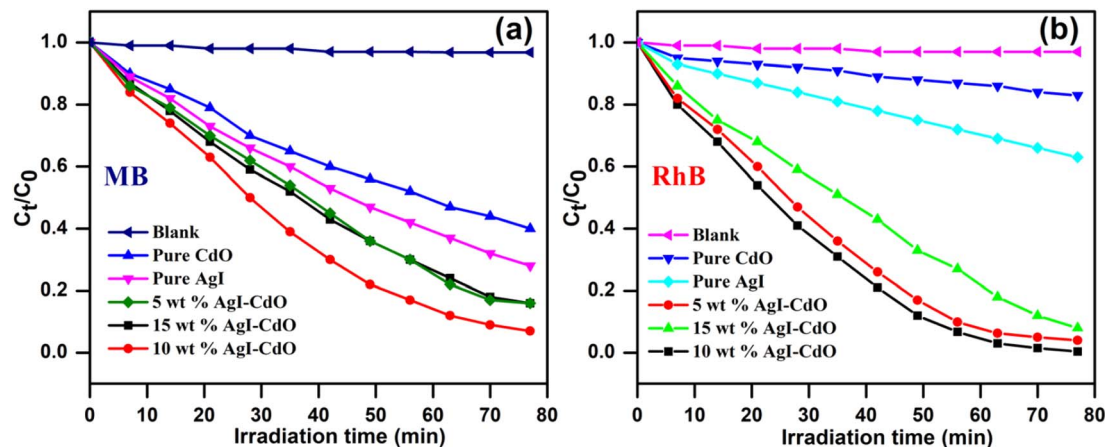 (a)
1.0
0.8
0.6
0.4
0.2
0.0
Ct/C0
MB
Blank
Pure CdO
Pure AgI
5 wt % AgI-CdO
15 wt % AgI-CdO
10 wt % AgI-CdO
0 10 20 30 40 50 60 70 80
Irradiation time (min)
(b)
1.0
0.8
0.6
0.4
0.2
0.0
Ct/C0
RhB
Blank
Pure CdO
Pure AgI
5 wt % AgI-CdO
15 wt % AgI-CdO
10 wt % AgI-CdO
0 10 20 30 40 50 60 70 80
Irradiation time (min)